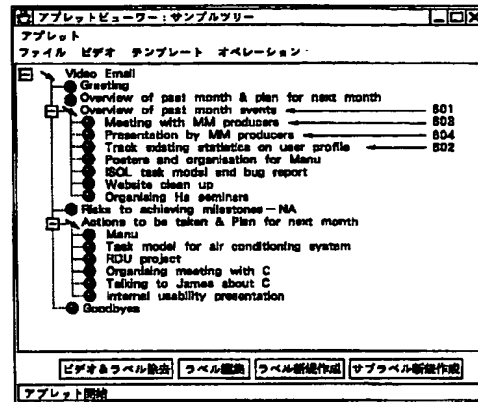 アプレットビューワー:サンプルツリー
アプレット
ファイル ビデオ テンプレート オペレーション
Video Email
Greeting
Overview of past month & plan for next month
Overview of past month events 601
Meeting with MM producers 603
Presentation by MM producers 604
Track existing statistics on user profile 602
Posters and organisation for Manu
ISOL task model and bug report
Website clean up
Organising Hs seminars
Risks to achieving milestones-NA
Actions to be taken & Plan for next month
Manu
Task model for air conditioning system
RDU project
Organising meeting with C
Talking to James about C
Internal usability presentation
Goodbyes
ビデオ&ラベル除去 ラベル編集 ラベル新規作成 サブラベル新規作成
アプレット開始